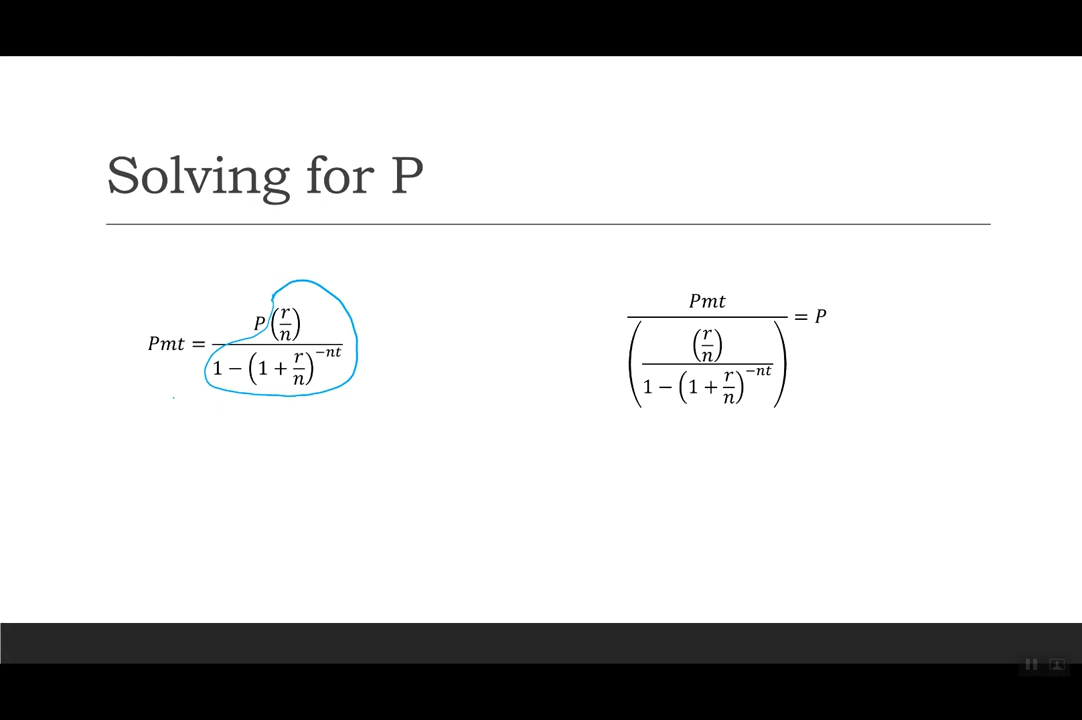 Solving for P
Pmt = P(r/n) / (1 − (1 + r/n)^(−nt))
Pmt / ((r/n) / (1 − (1 + r/n)^(−nt))) = P